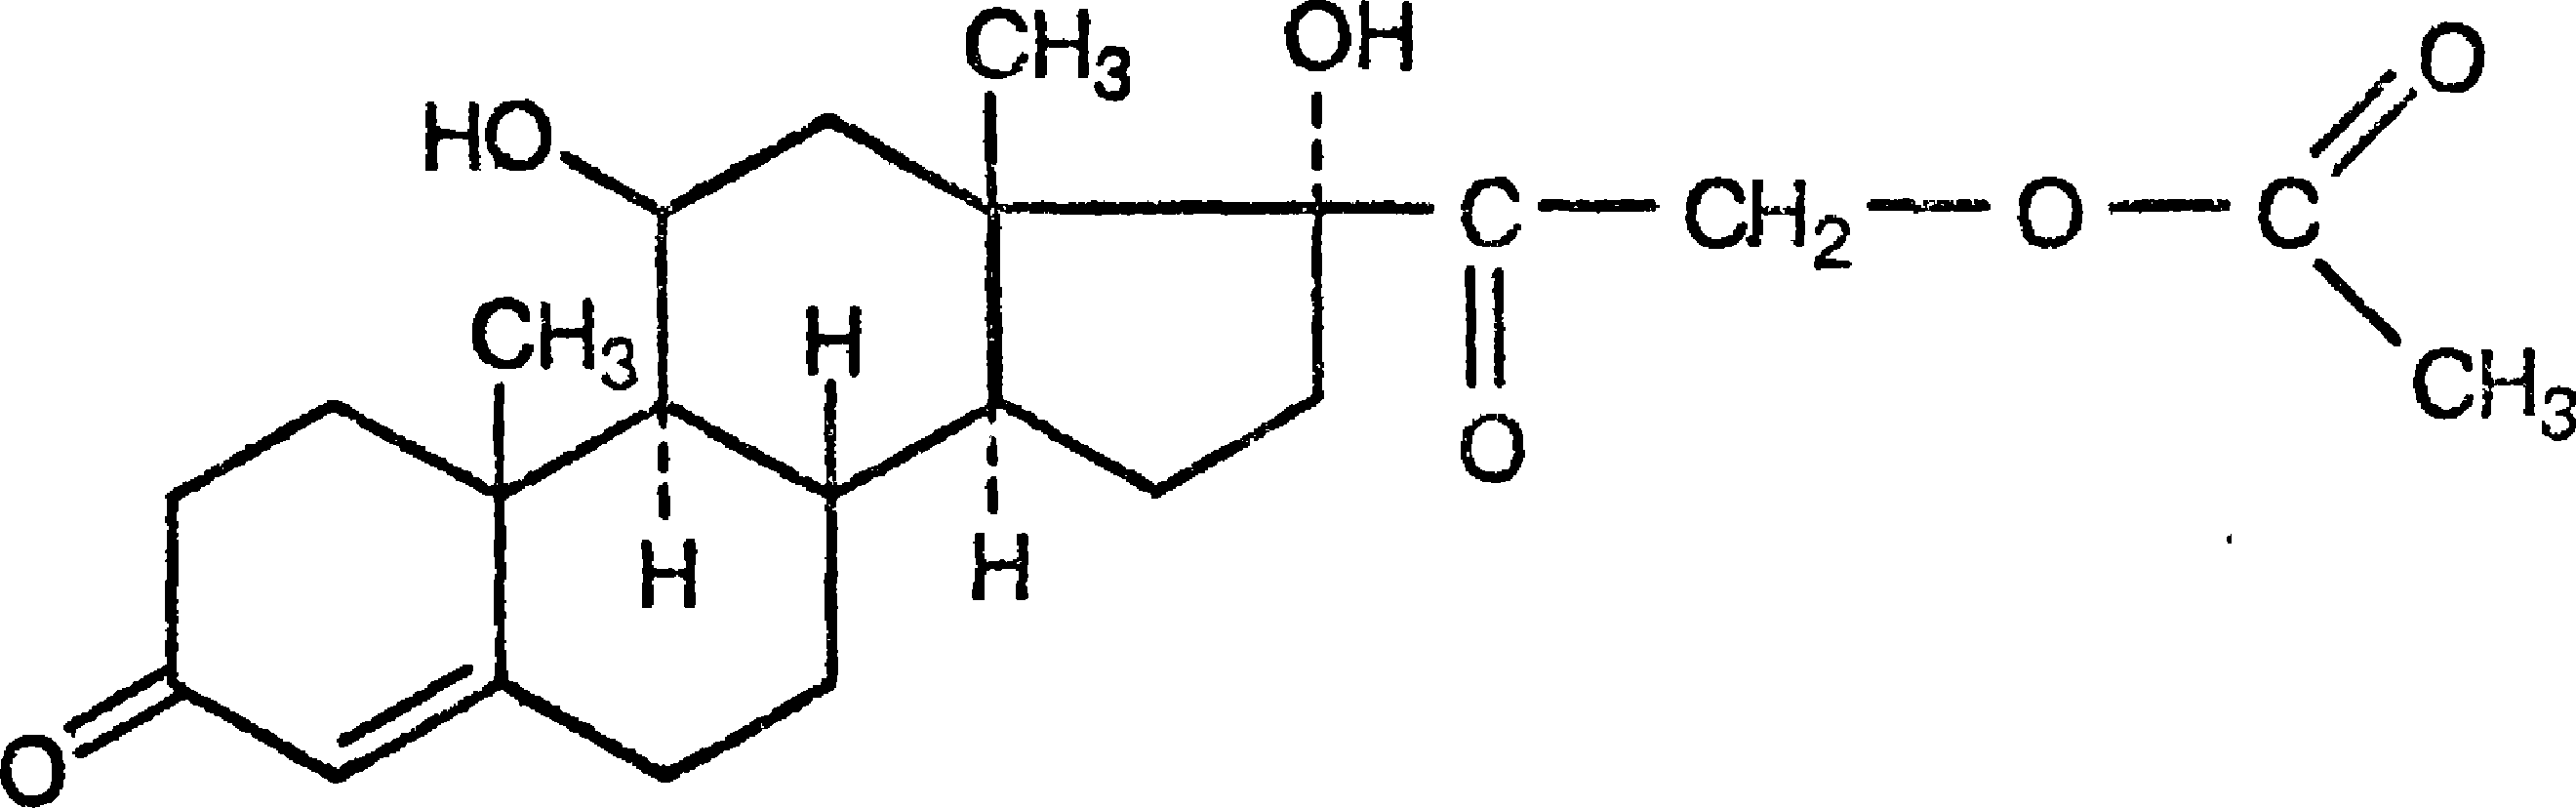 CH3 OH O
HO
C CH2 O C
CH3 H
CH3
O
H H
O